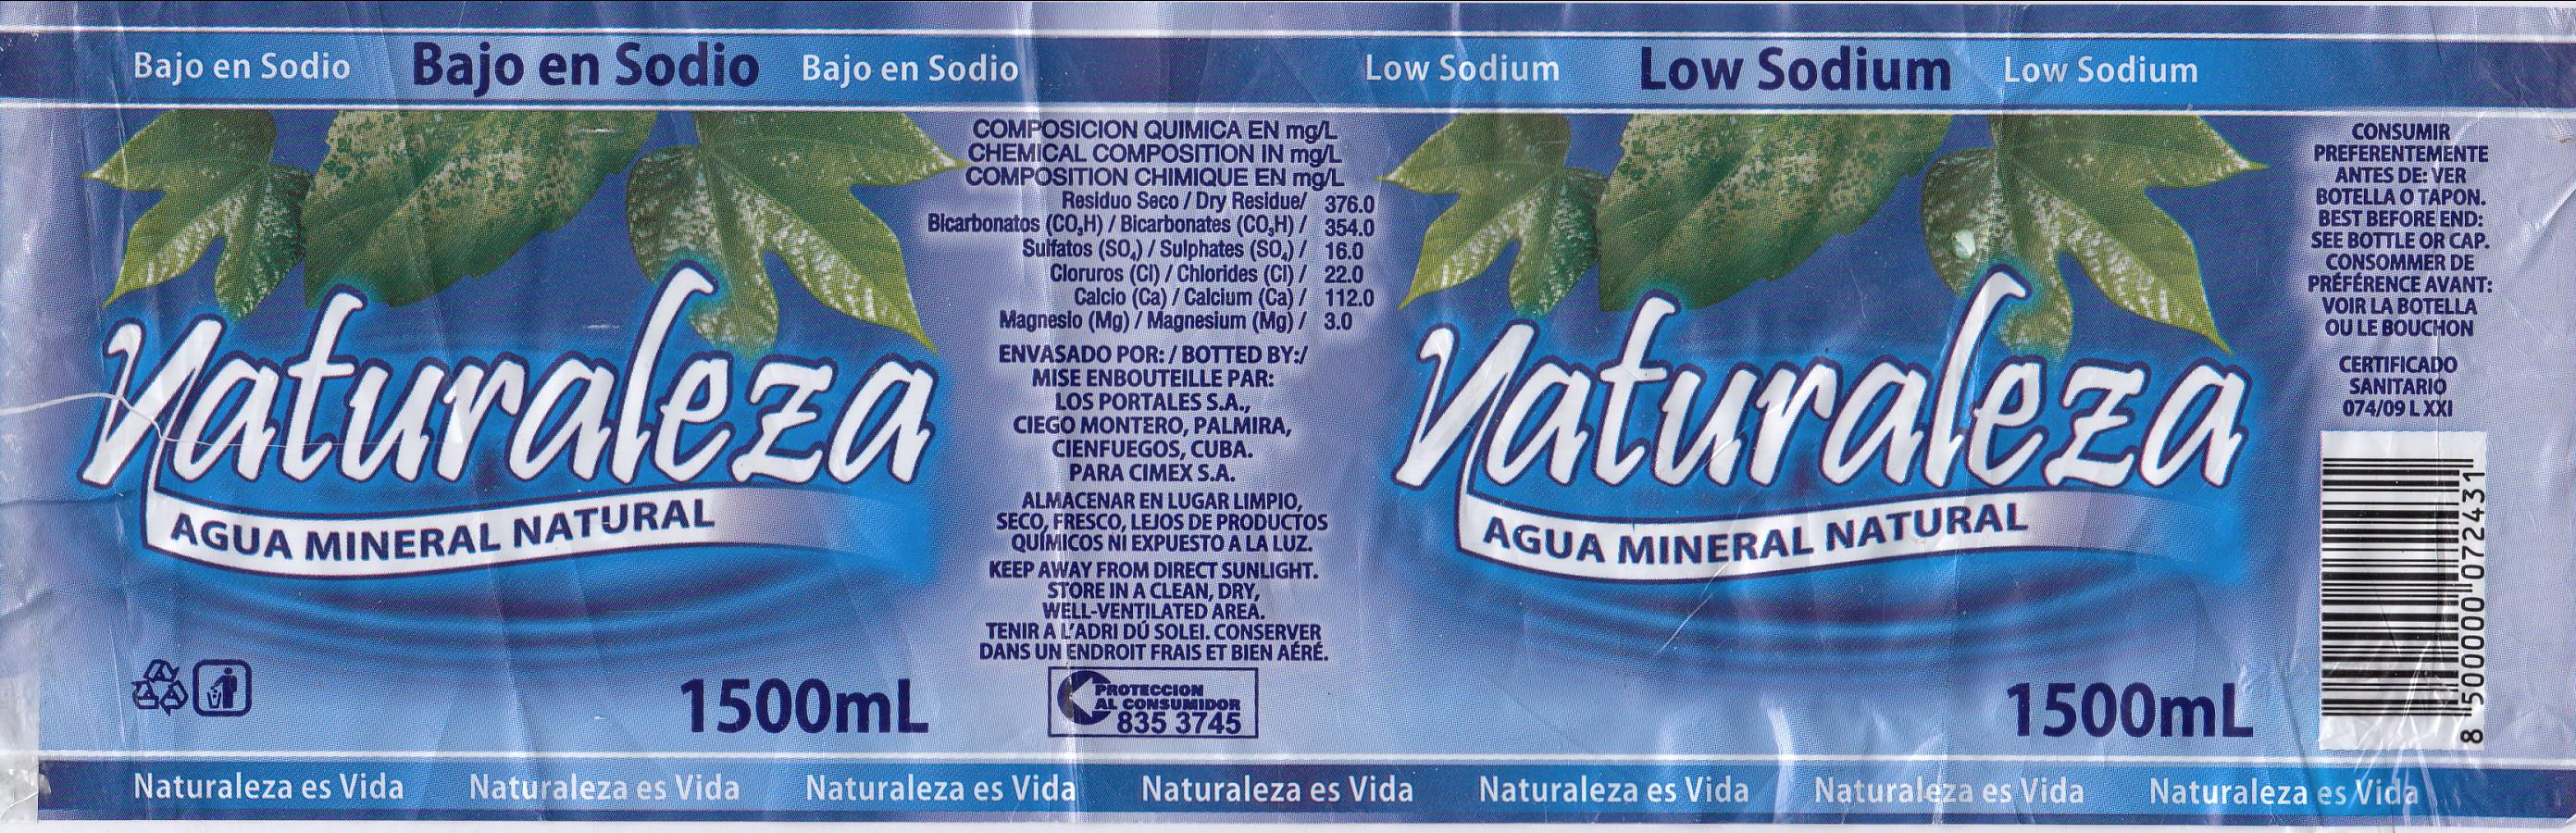 Bajo en Sodio Bajo en Sodio Bajo en Sodio
Low Sodium Low Sodium Low Sodium
Naturaleza
AGUA MINERAL NATURAL
1500mL
COMPOSICION QUIMICA EN mg/L
CHEMICAL COMPOSITION IN mg/L
COMPOSITION CHIMIQUE EN mg/L
Residuo Seco / Dry Residue/ 376.0
Bicarbonatos (CO₃H) / Bicarbonates (CO₃H) / 354.0
Sulfatos (SO₄) / Sulphates (SO₄) / 16.0
Cloruros (Cl) / Chlorides (Cl) / 22.0
Calcio (Ca) / Calcium (Ca) / 112.0
Magnesio (Mg) / Magnesium (Mg) / 3.0
ENVASADO POR: / BOTTED BY:/
MISE ENBOUTEILLE PAR:
LOS PORTALES S.A.,
CIEGO MONTERO, PALMIRA,
CIENFUEGOS, CUBA.
PARA CIMEX S.A.
ALMACENAR EN LUGAR LIMPIO,
SECO, FRESCO, LEJOS DE PRODUCTOS
QUÍMICOS NI EXPUESTO A LA LUZ.
KEEP AWAY FROM DIRECT SUNLIGHT.
STORE IN A CLEAN, DRY,
WELL-VENTILATED AREA.
TENIR A L'ADRI DÚ SOLEI. CONSERVER
DANS UN ENDROIT FRAIS ET BIEN AÉRÉ.
PROTECCION
AL CONSUMIDOR
835 3745
Naturaleza
AGUA MINERAL NATURAL
1500mL
CONSUMIR
PREFERENTEMENTE
ANTES DE: VER
BOTELLA O TAPON.
BEST BEFORE END:
SEE BOTTLE OR CAP.
CONSOMMER DE
PRÉFÉRENCE AVANT:
VOIR LA BOTELLA
OU LE BOUCHON
CERTIFICADO
SANITARIO
074/09 L XXI
8 500000 072431
Naturaleza es Vida Naturaleza es Vida Naturaleza es Vida Naturaleza es Vida Naturaleza es Vida Naturaleza es Vida Naturaleza es Vida